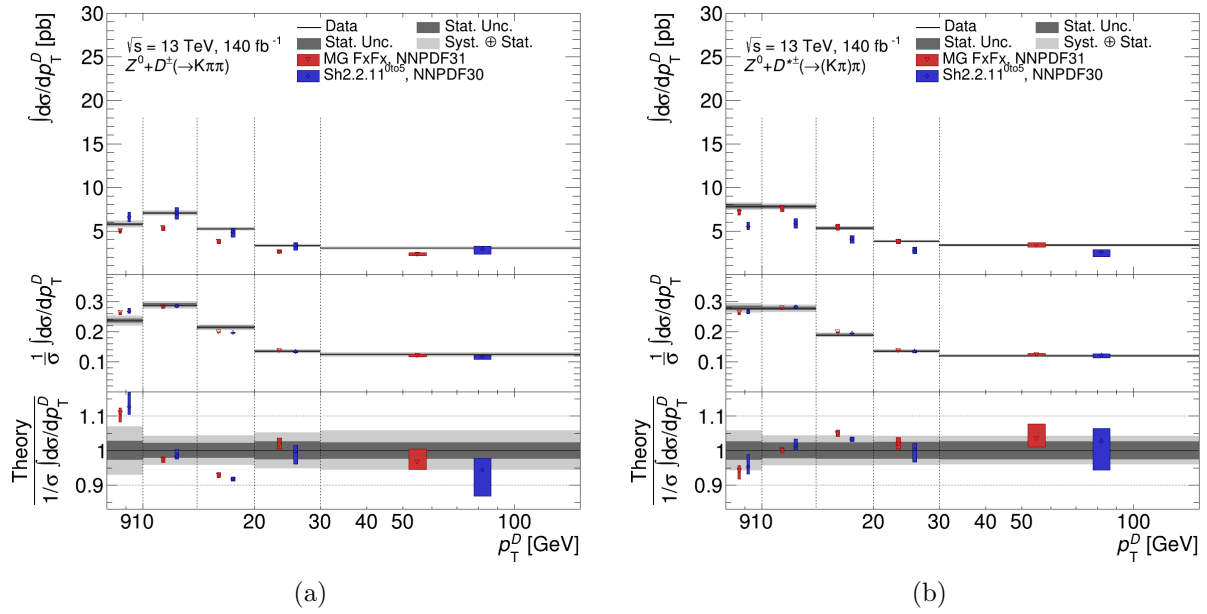 ∫dσ/dp_T^D [pb]
30
25
20
15
10
5
√s = 13 TeV, 140 fb⁻¹
Z⁰+D^±(→Kππ)
Data
Stat. Unc.
Stat. Unc.
Syst. ⊕ Stat.
MG FxFx, NNPDF31
Sh2.2.11^0to5, NNPDF30
1/σ ∫dσ/dp_T^D
0.3
0.2
0.1
Theory
1/σ ∫dσ/dp_T^D
1.1
1
0.9
910 20 30 40 50 100
p_T^D [GeV]
(a)
∫dσ/dp_T^D [pb]
30
25
20
15
10
5
√s = 13 TeV, 140 fb⁻¹
Z⁰+D^*±(→(Kπ)π)
Data
Stat. Unc.
Stat. Unc.
Syst. ⊕ Stat.
MG FxFx, NNPDF31
Sh2.2.11^0to5, NNPDF30
1/σ ∫dσ/dp_T^D
0.3
0.2
0.1
Theory
1/σ ∫dσ/dp_T^D
1.1
1
0.9
910 20 30 40 50 100
p_T^D [GeV]
(b)